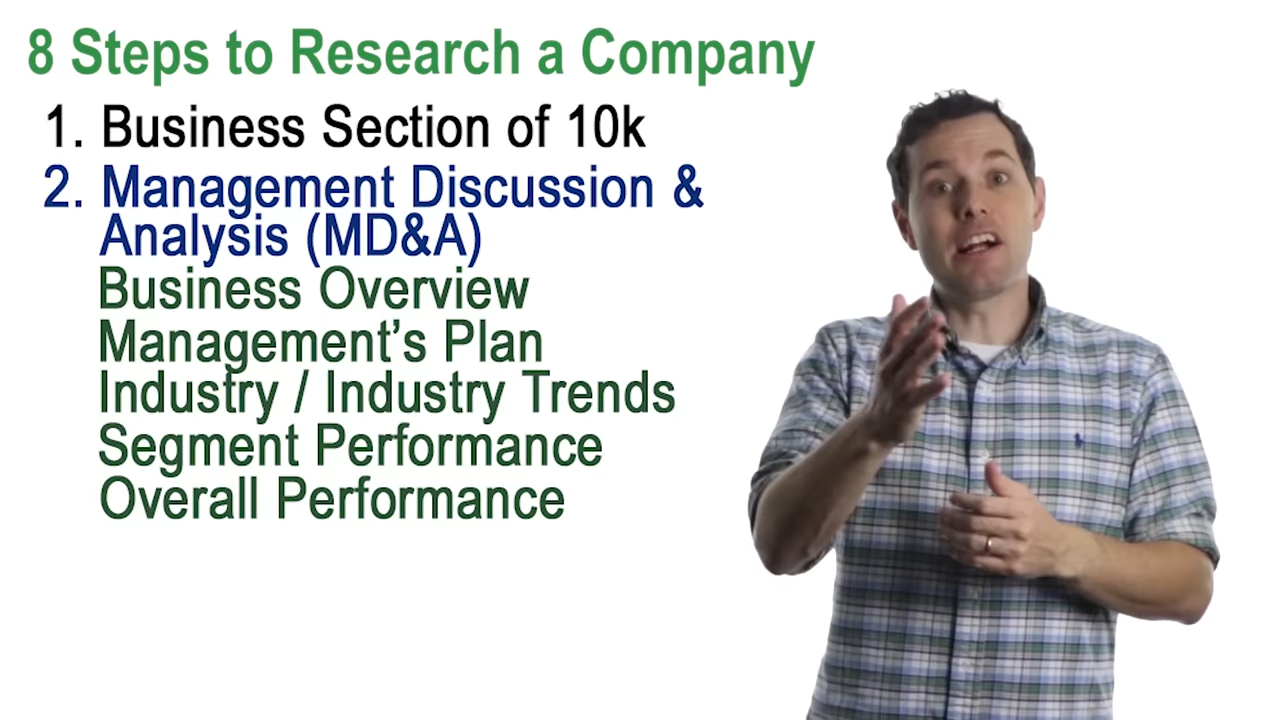 8 Steps to Research a Company
1. Business Section of 10k
2. Management Discussion &
Analysis (MD&A)
Business Overview
Management’s Plan
Industry / Industry Trends
Segment Performance
Overall Performance